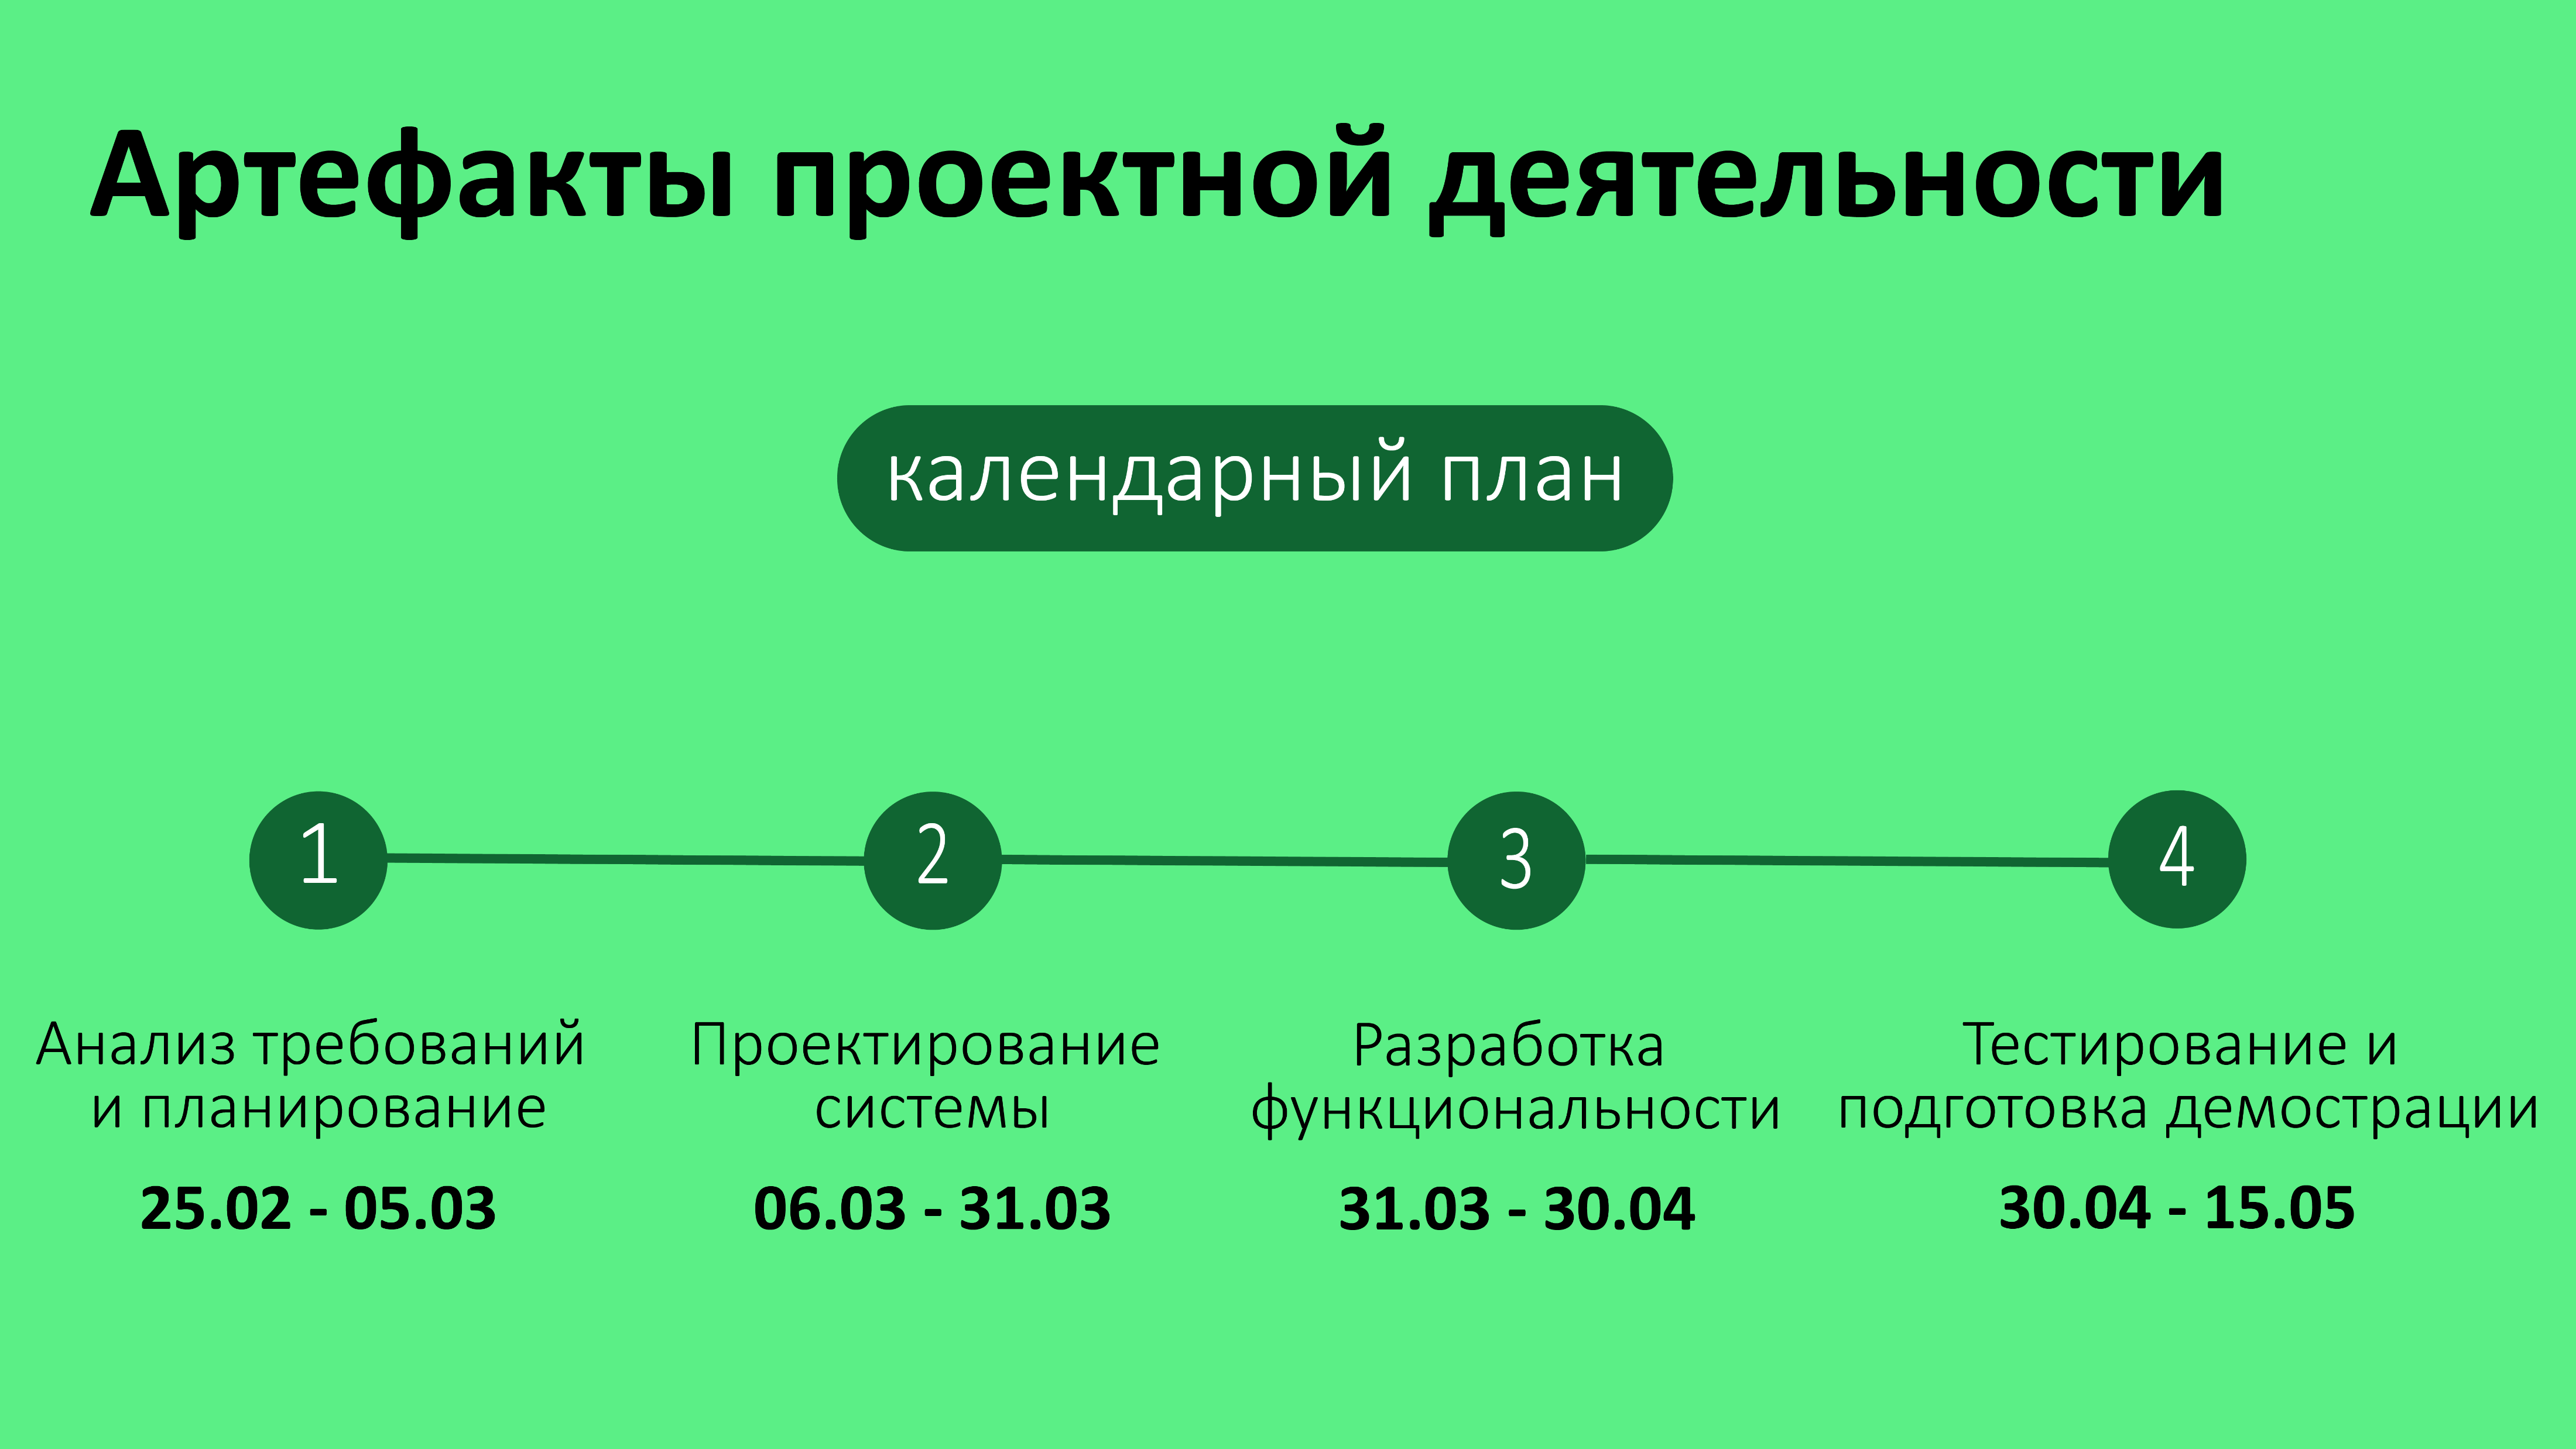 Артефакты проектной деятельности
календарный план
1
2
3
4
Анализ требований
и планирование
25.02 - 05.03
Проектирование
системы
06.03 - 31.03
Разработка
функциональности
31.03 - 30.04
Тестирование и
подготовка демострации
30.04 - 15.05